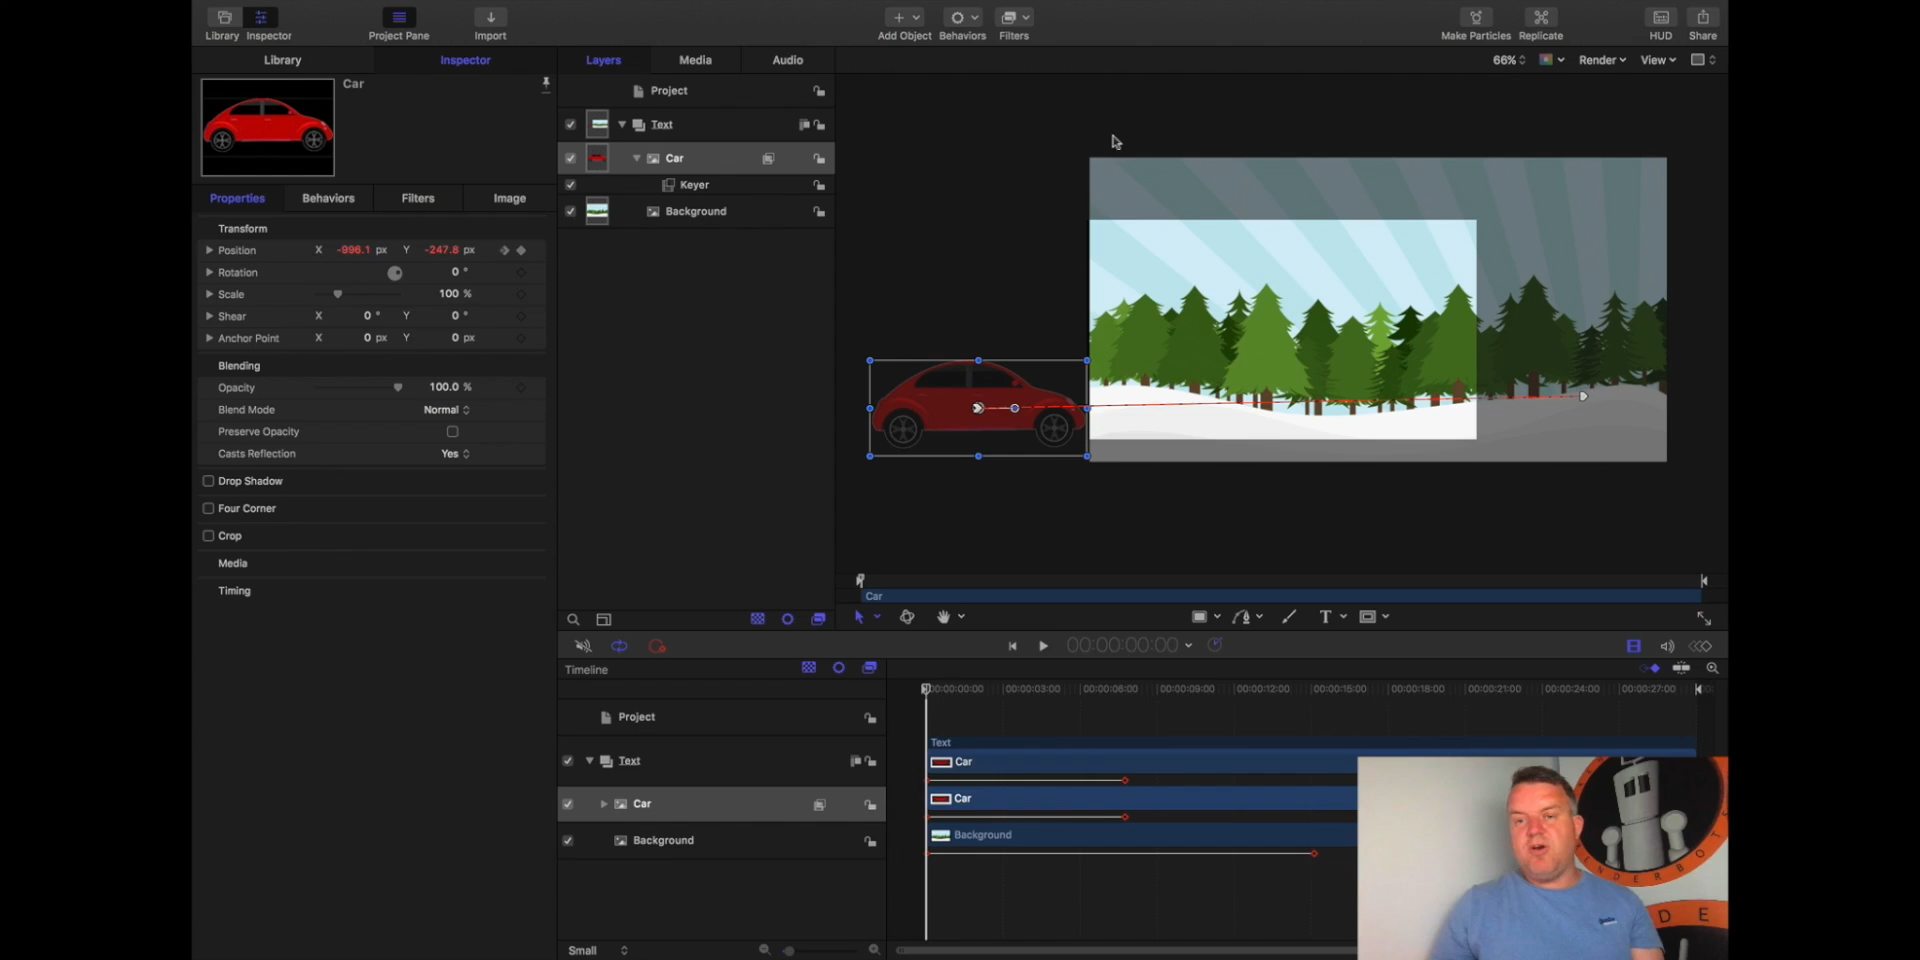 Library
Inspector
Project Pane
Import
Add Object
Behaviors
Filters
Make Particles
Replicate
HUD
Share
Library
Inspector
Layers
Media
Audio
66%
Render
View
Car
Project
Text
Car
Keyer
Background
Properties
Behaviors
Filters
Image
Transform
Position X -996.1 px Y -247.8 px
Rotation 0 °
Scale 100 %
Shear X 0 ° Y 0 °
Anchor Point X 0 px Y 0 px
Blending
Opacity 100.0 %
Blend Mode Normal
Preserve Opacity
Casts Reflection Yes
Drop Shadow
Four Corner
Crop
Media
Timing
Car
T
00:00:00:00
Timeline
00:00:00:00 00:00:03:00 00:00:06:00 00:00:09:00 00:00:12:00 00:00:15:00 00:00:18:00 00:00:21:00 00:00:24:00 00:00:27:00
Project
Text
Text
Car
Car
Car
Background
Background
Small
ENDERBOTS
D E